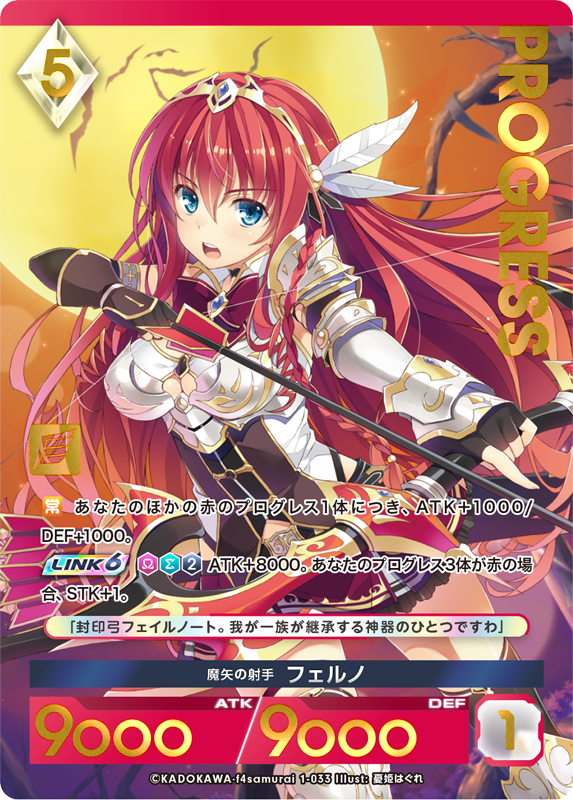 5
PROGRESS
常 あなたのほかの赤のプログレス1体につき、ATK+1000/
DEF+1000。
LINK 6 Ω Σ 2 ATK+8000。あなたのプログレス3体が赤の場
合、STK+1。
「封印弓フェイルノート。我が一族が継承する神器のひとつですわ」
魔矢の射手 フェルノ
ATK DEF
9000 9000 1
©KADOKAWA·f4samurai 1-033 Illust: 憂姫はぐれ